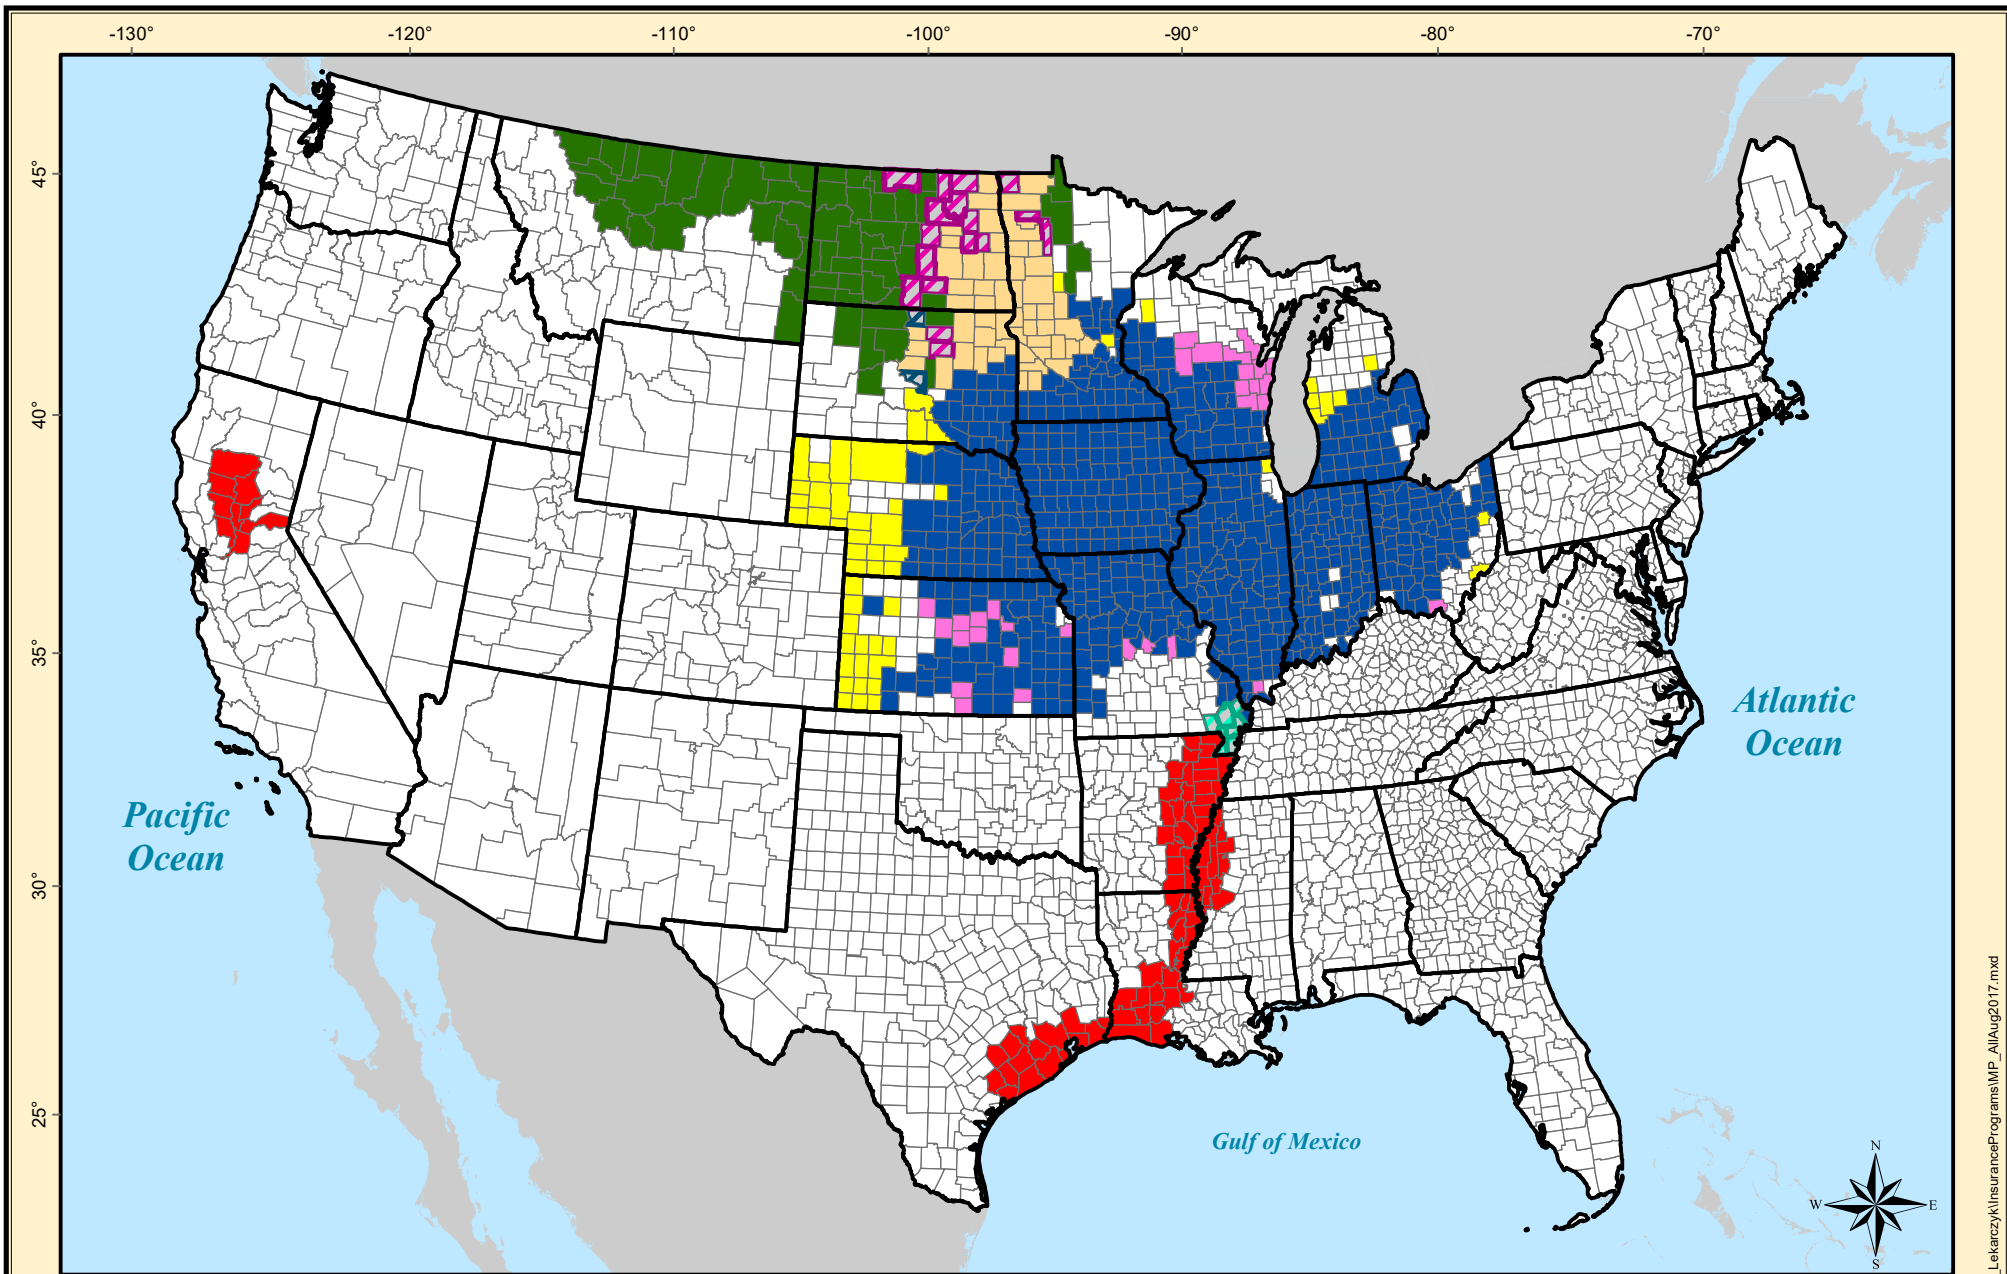 -130°
-120°
-110°
-100°
-90°
-80°
-70°
45°
40°
35°
30°
25°
Pacific
Ocean
Atlantic
Ocean
Gulf of Mexico
N
W
E
S
_Lekarczyk\InsurancePrograms\MP_AllAug2017.mxd